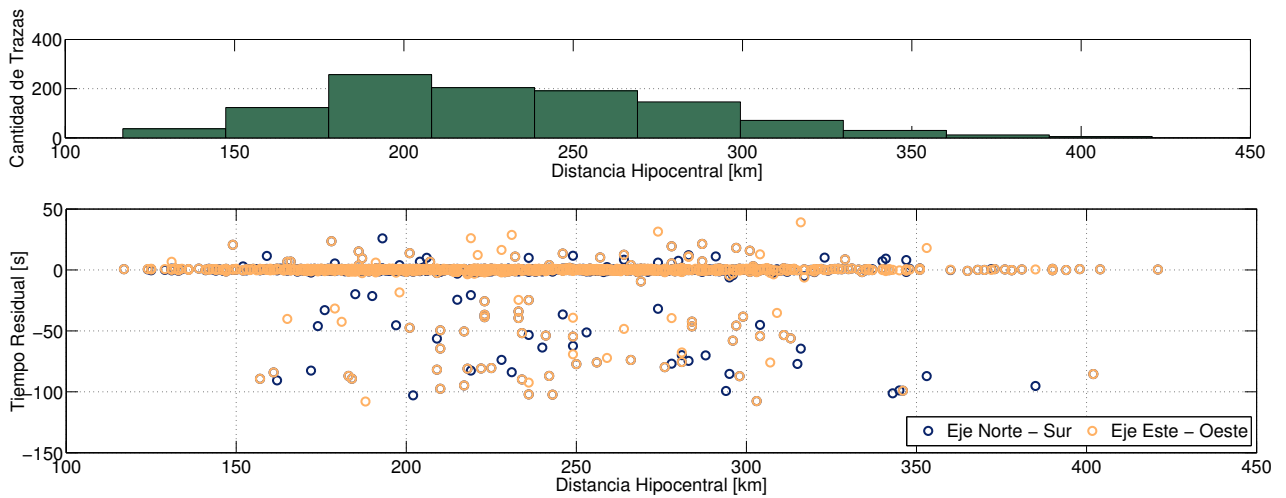 400
200
0
Cantidad de Trazas
100 150 200 250 300 350 400 450
Distancia Hipocentral [km]
50
0
−50
−100
−150
Tiempo Residual [s]
Eje Norte − Sur Eje Este − Oeste
100 150 200 250 300 350 400 450
Distancia Hipocentral [km]